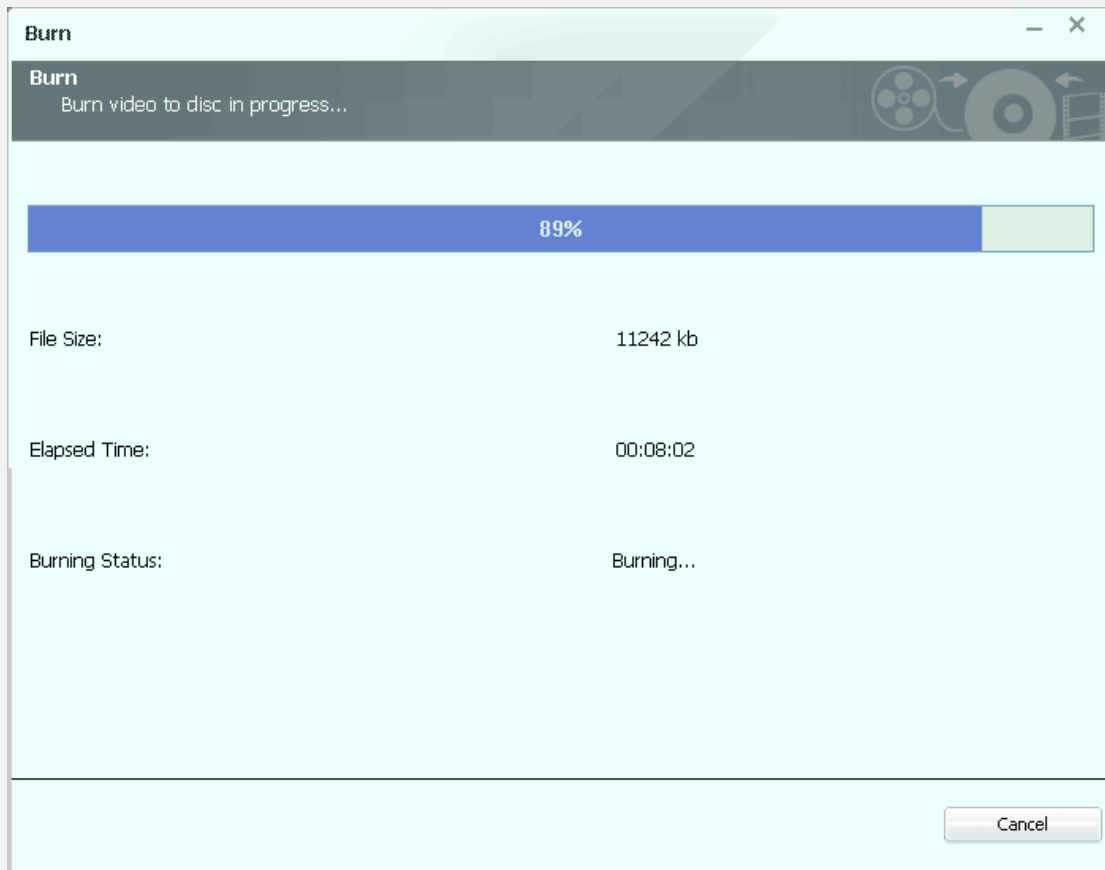 Burn
Burn
Burn video to disc in progress...
89%
File Size: 11242 kb
Elapsed Time: 00:08:02
Burning Status: Burning...
Cancel